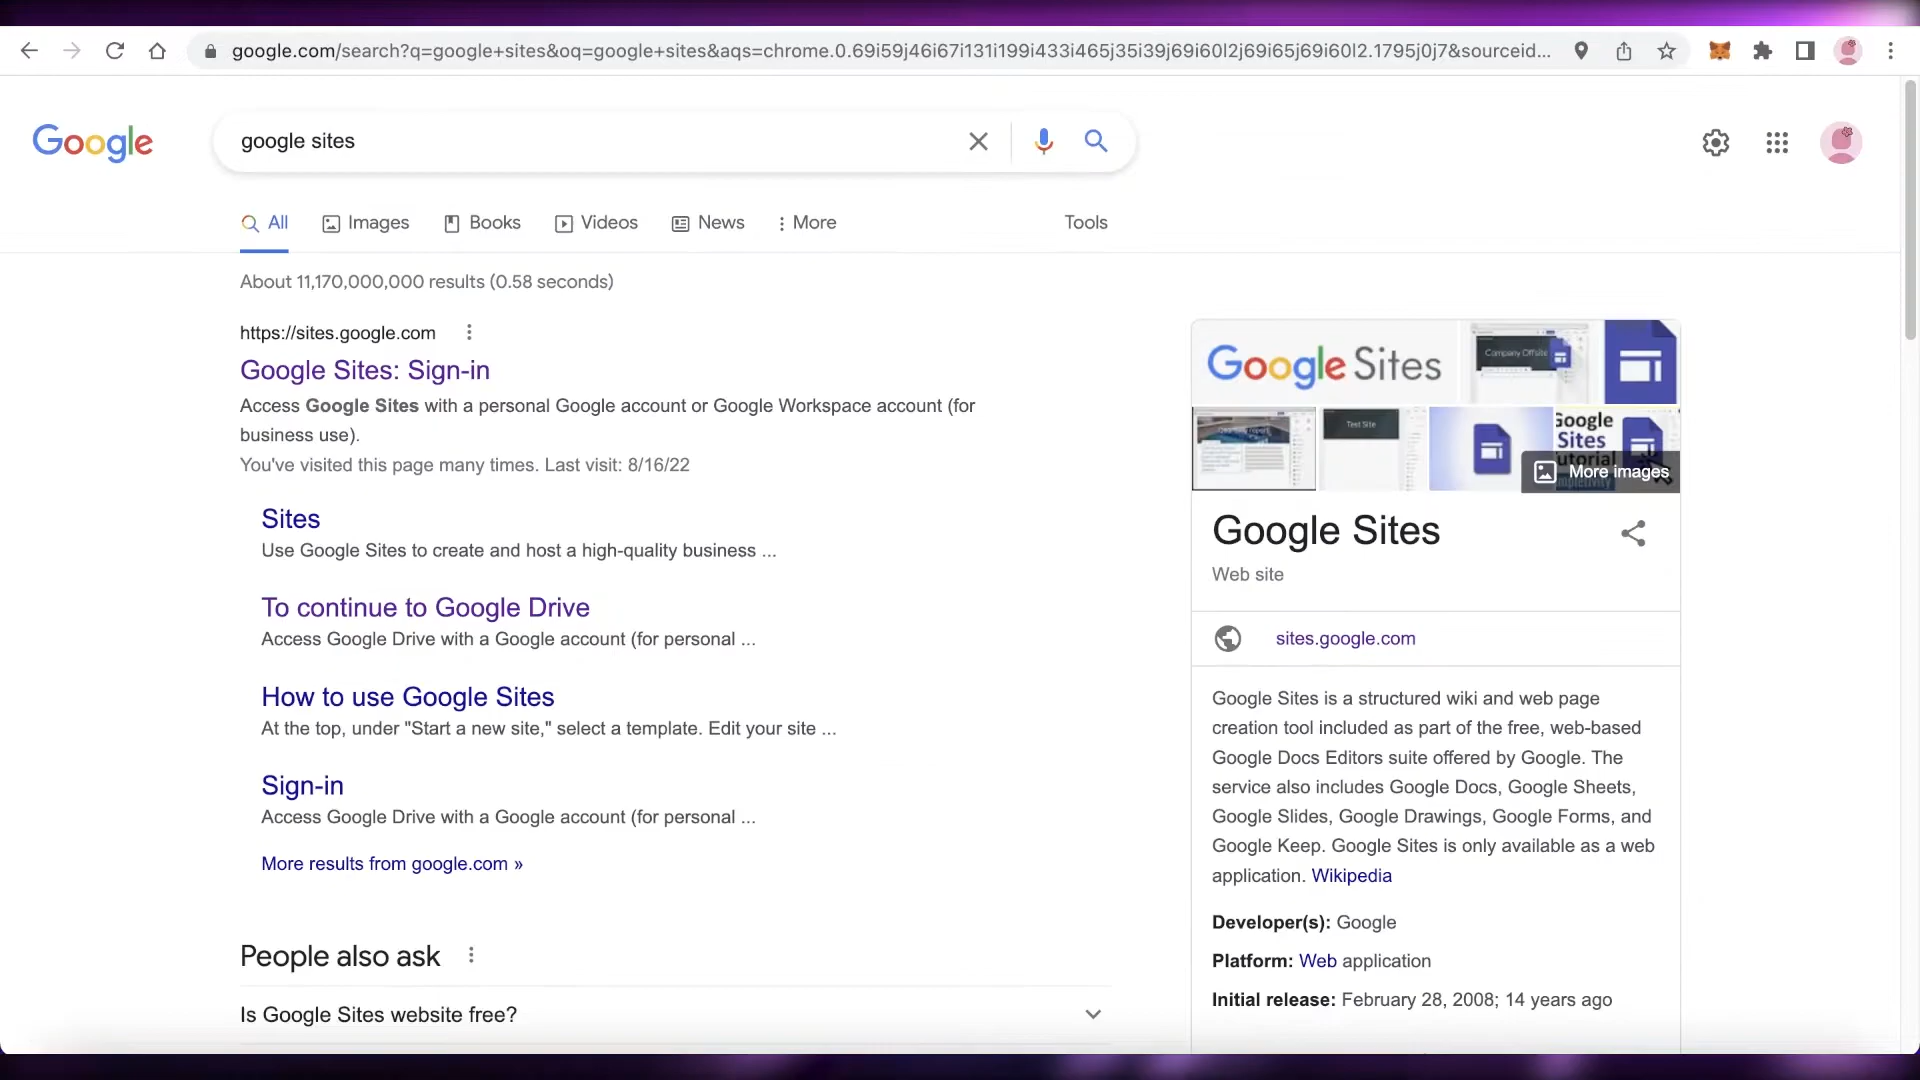 google.com/search?q=google+sites&oq=google+sites&aqs=chrome.0.69i59j46i67i131i199i433i465j35i39j69i60l2j69i65j69i60l2.1795j0j7&sourceid...
Google
google sites
All
Images
Books
Videos
News
More
Tools
About 11,170,000,000 results (0.58 seconds)
https://sites.google.com
Google Sites: Sign-in
Access Google Sites with a personal Google account or Google Workspace account (for
business use).
You've visited this page many times. Last visit: 8/16/22
Sites
Use Google Sites to create and host a high-quality business ...
To continue to Google Drive
Access Google Drive with a Google account (for personal ...
How to use Google Sites
At the top, under "Start a new site," select a template. Edit your site ...
Sign-in
Access Google Drive with a Google account (for personal ...
More results from google.com »
People also ask
Is Google Sites website free?
Google Sites
Company Offsite
Test Site
Google
Sites
More images
Google Sites
Web site
sites.google.com
Google Sites is a structured wiki and web page
creation tool included as part of the free, web-based
Google Docs Editors suite offered by Google. The
service also includes Google Docs, Google Sheets,
Google Slides, Google Drawings, Google Forms, and
Google Keep. Google Sites is only available as a web
application. Wikipedia
Developer(s): Google
Platform: Web application
Initial release: February 28, 2008; 14 years ago